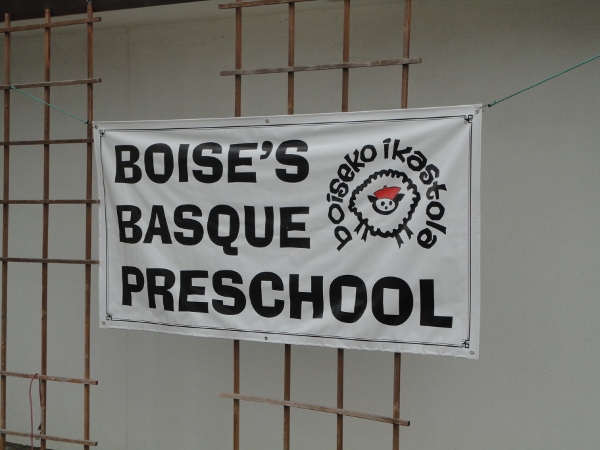 BOISE'S
BASQUE
PRESCHOOL
boiseko ikastola